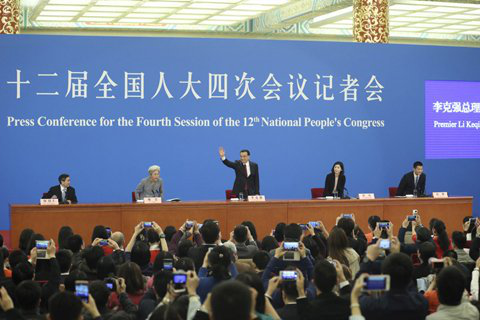 十二届全国人大四次会议记者会
Press Conference for the Fourth Session of the 12th National People's Congress
李克强总理
Premier Li Keqi